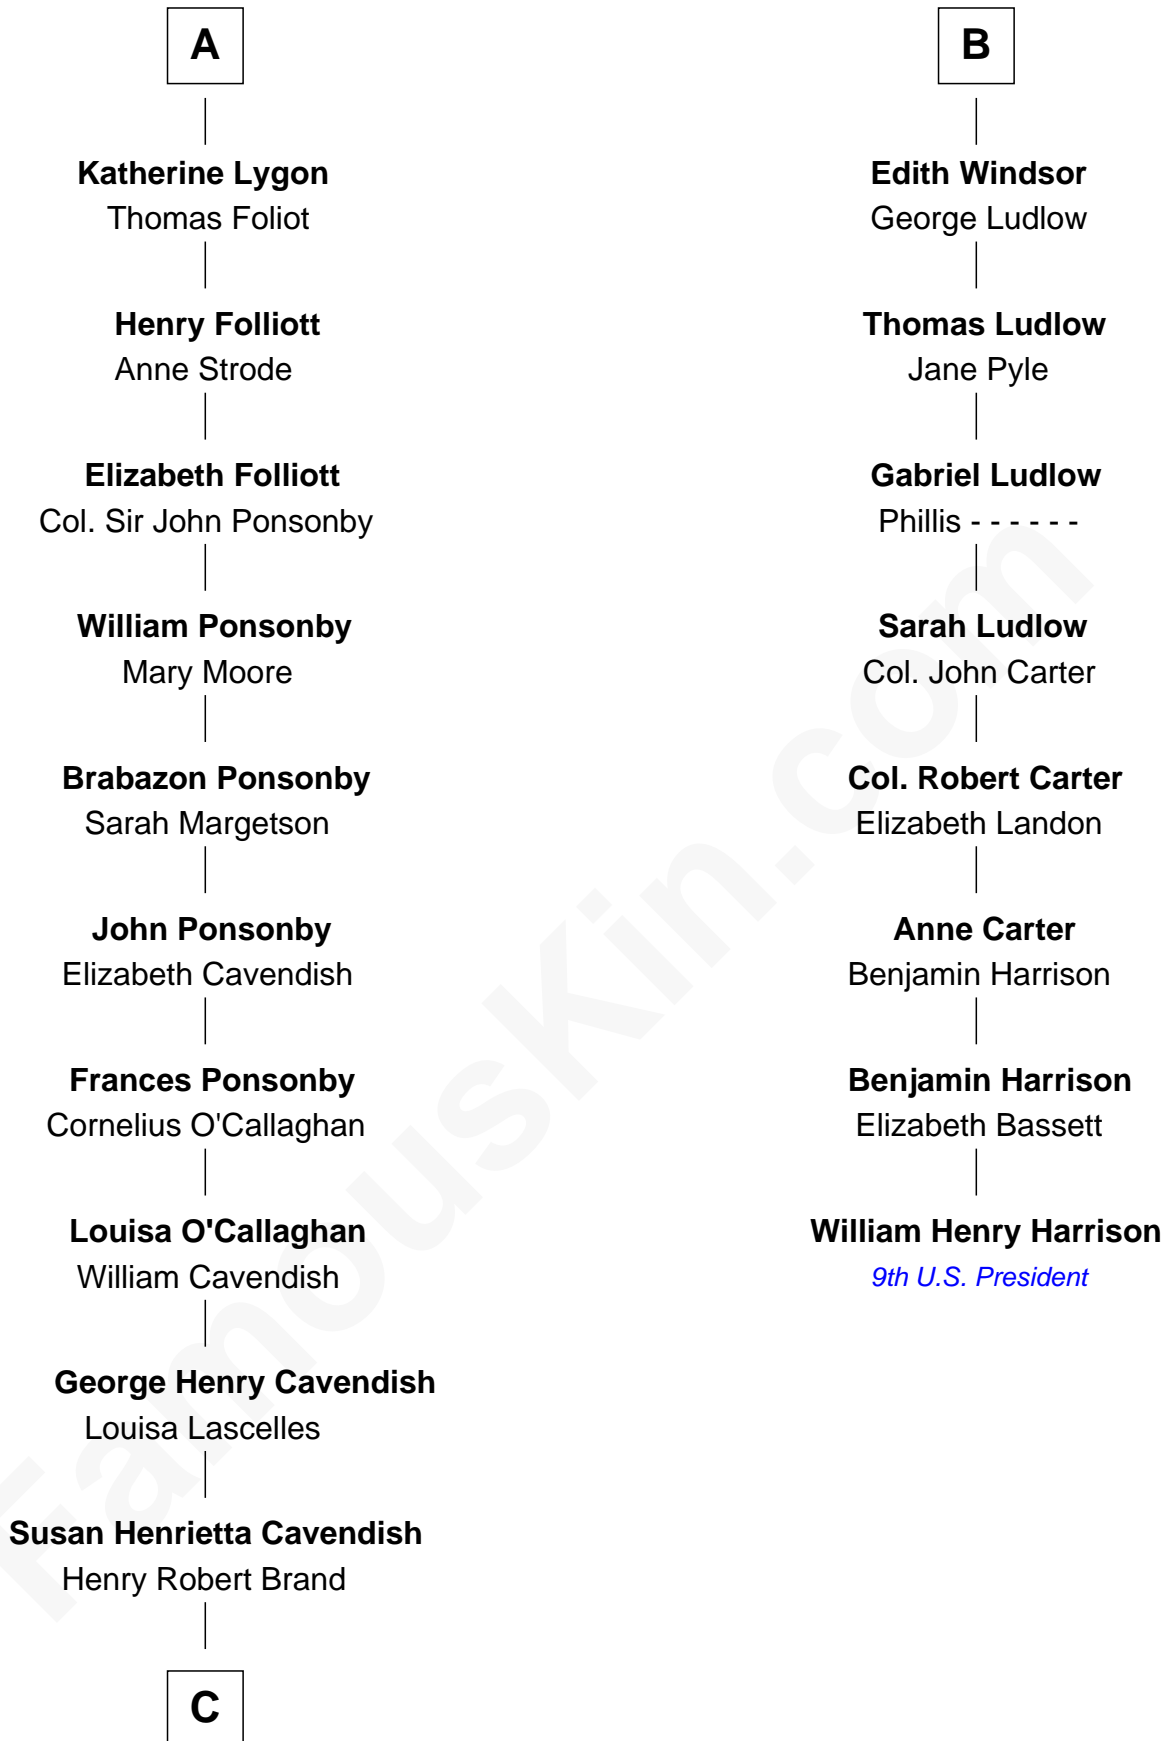 A
Katherine Lygon
Thomas Foliot
Henry Folliott
Anne Strode
Elizabeth Folliott
Col. Sir John Ponsonby
William Ponsonby
Mary Moore
Brabazon Ponsonby
Sarah Margetson
John Ponsonby
Elizabeth Cavendish
Frances Ponsonby
Cornelius O'Callaghan
Louisa O'Callaghan
William Cavendish
George Henry Cavendish
Louisa Lascelles
Susan Henrietta Cavendish
Henry Robert Brand
C
B
Edith Windsor
George Ludlow
Thomas Ludlow
Jane Pyle
Gabriel Ludlow
Phillis - - - - - -
Sarah Ludlow
Col. John Carter
Col. Robert Carter
Elizabeth Landon
Anne Carter
Benjamin Harrison
Benjamin Harrison
Elizabeth Bassett
William Henry Harrison
9th U.S. President
FamousKin.com